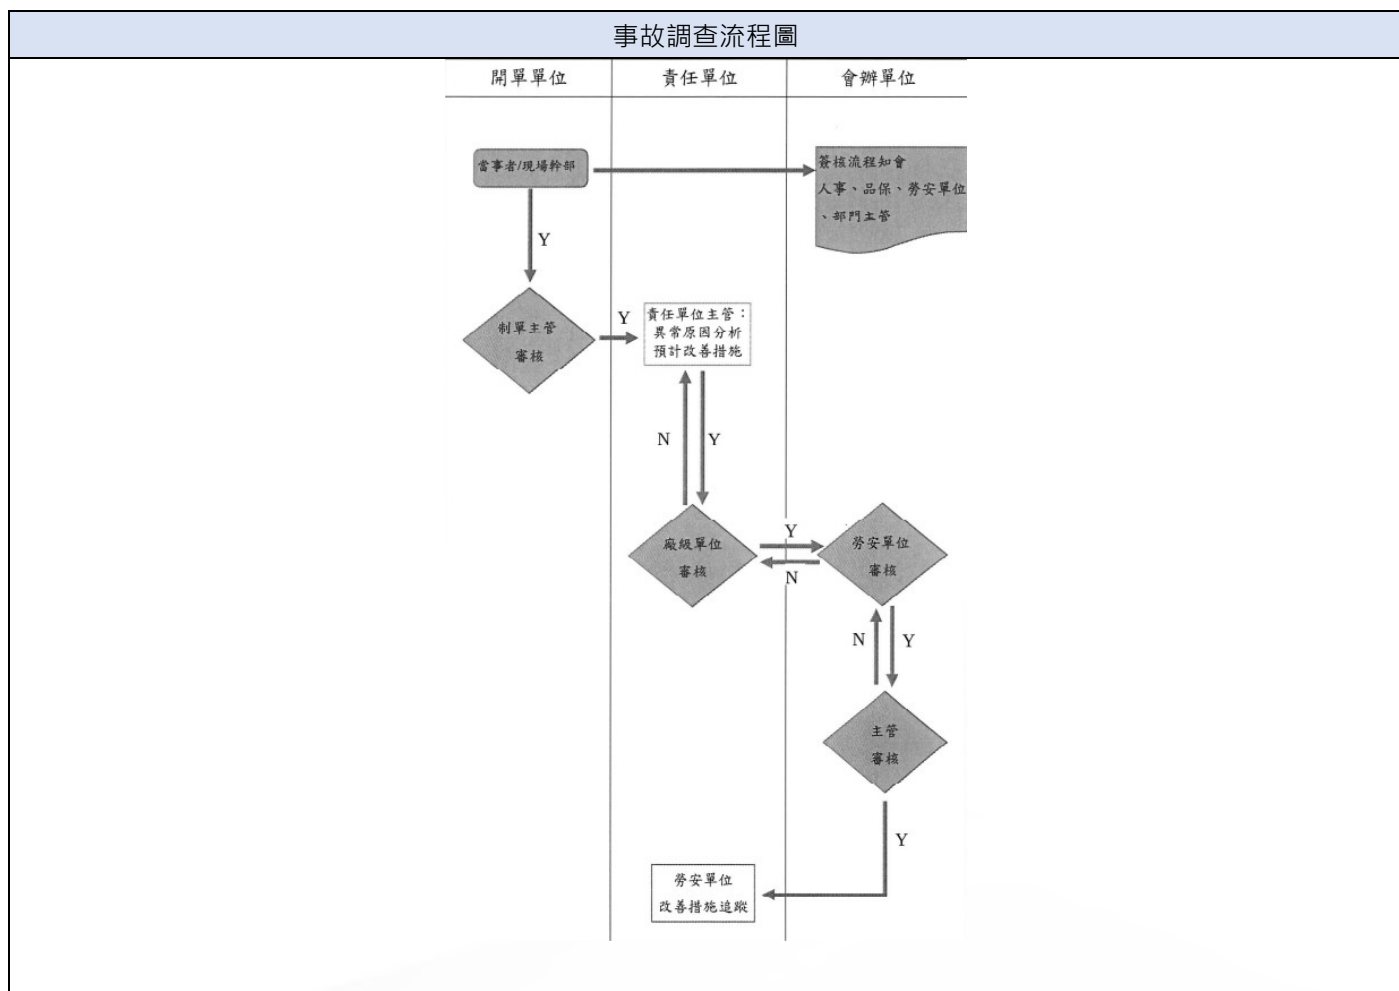 事故調查流程圖
開單單位
責任單位
會辦單位
當事者/現場幹部
簽核流程知會
人事、品保、勞安單位
、部門主管
Y
制單主管
審核
Y
責任單位主管：
異常原因分析
預計改善措施
N
Y
廠級單位
審核
Y
N
勞安單位
審核
N
Y
主管
審核
Y
勞安單位
改善措施追蹤